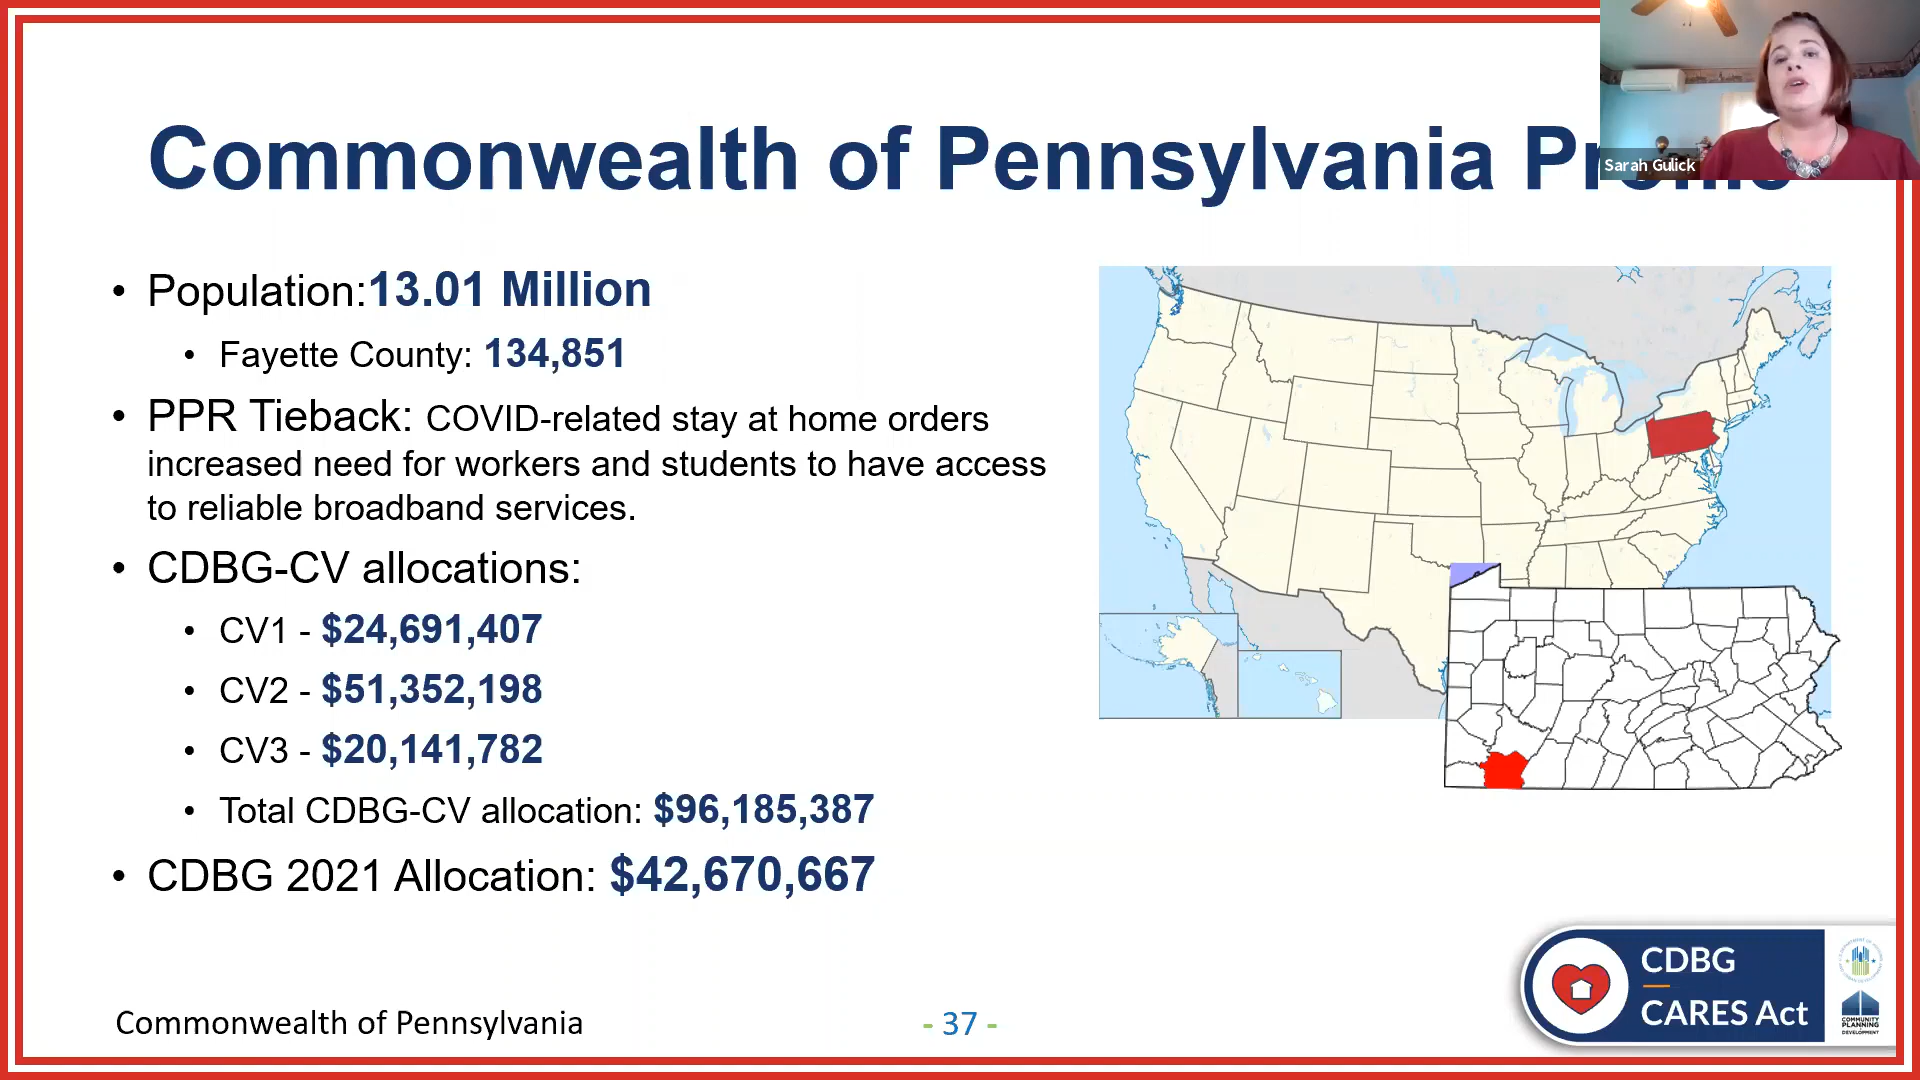 Commonwealth of Pennsylvania
Sarah Gulick
• Population:13.01 Million
• Fayette County: 134,851
• PPR Tieback: COVID-related stay at home orders
increased need for workers and students to have access
to reliable broadband services.
• CDBG-CV allocations:
• CV1 - $24,691,407
• CV2 - $51,352,198
• CV3 - $20,141,782
• Total CDBG-CV allocation: $96,185,387
• CDBG 2021 Allocation: $42,670,667
CDBG
CARES Act
COMMUNITY
PLANNING
DEVELOPMENT
Commonwealth of Pennsylvania
- 37 -